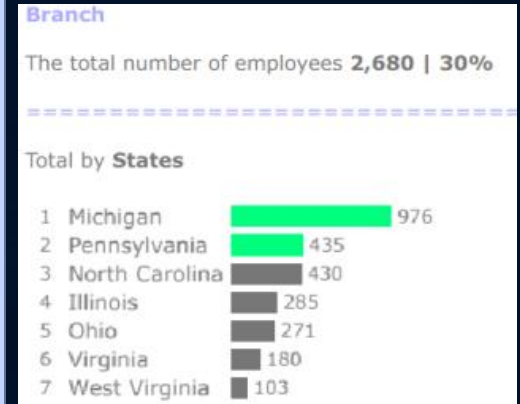 Branch
The total number of employees 2,680 | 30%
==============================
Total by States
1 Michigan 976
2 Pennsylvania 435
3 North Carolina 430
4 Illinois 285
5 Ohio 271
6 Virginia 180
7 West Virginia 103